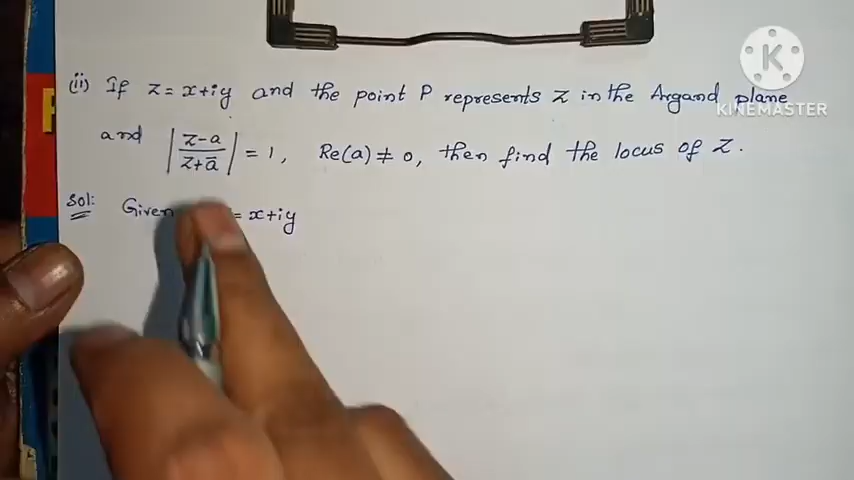 K
KINEMASTER
(ii) If z = x+iy and the point P represents z in the Argand plane
and |z-a / z+a̅| = 1, Re(a) ≠ 0, then find the locus of z.
Sol: Given = x+iy